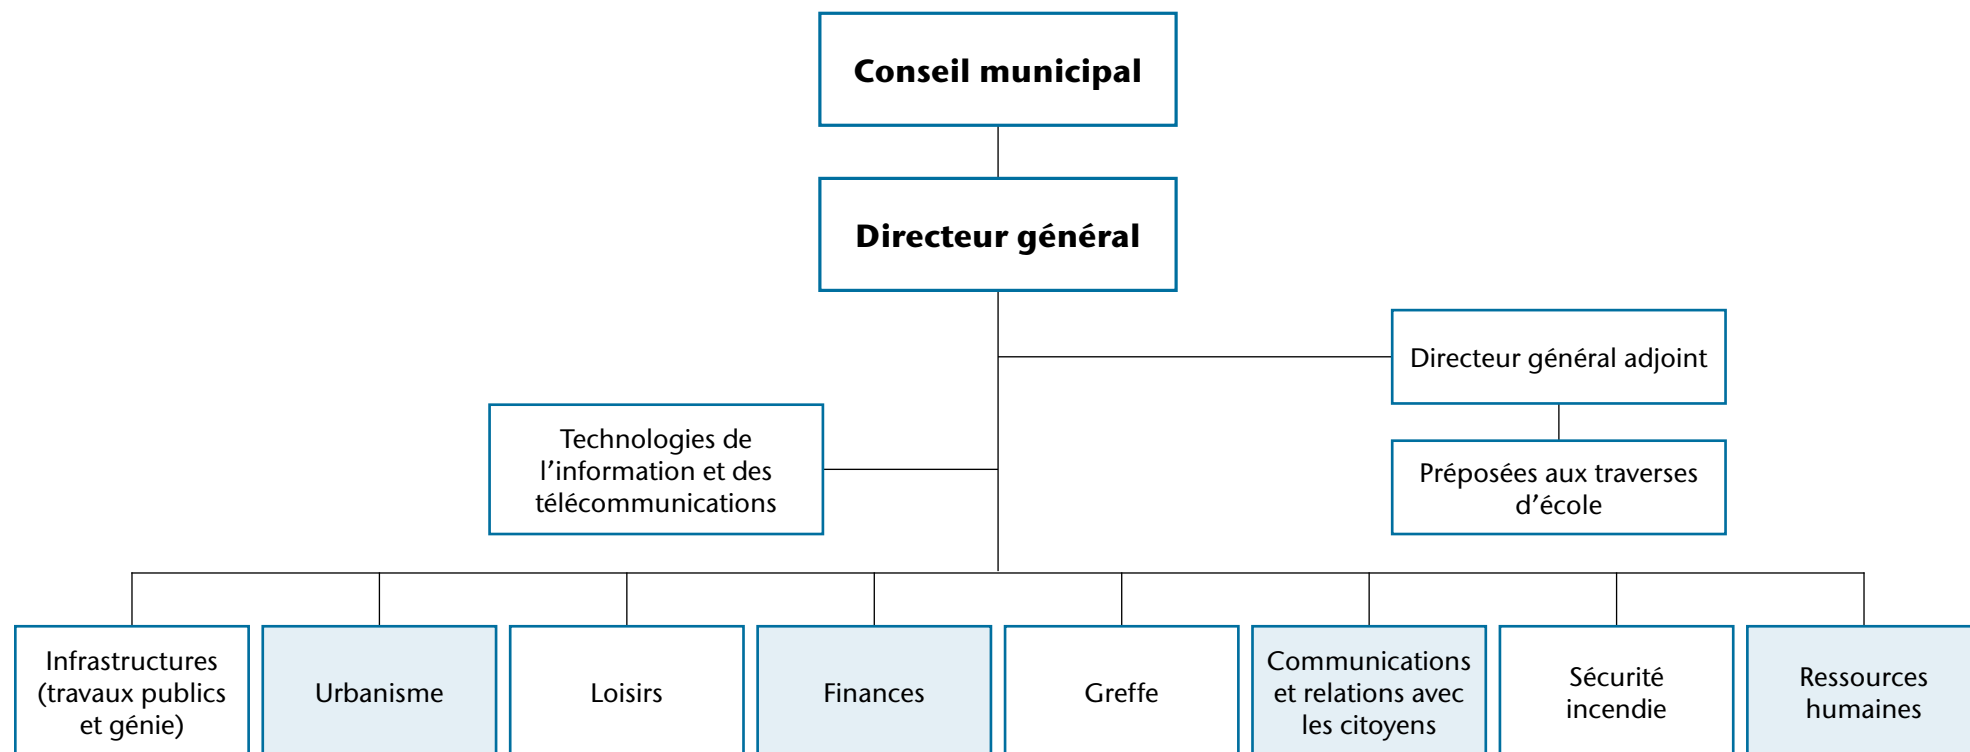 Conseil municipal
Directeur général
Directeur général adjoint
Technologies de
l’information et des
télécommunications
Préposées aux traverses
d’école
Infrastructures
(travaux publics
et génie)
Urbanisme
Loisirs
Finances
Greffe
Communications
et relations avec
les citoyens
Sécurité
incendie
Ressources
humaines